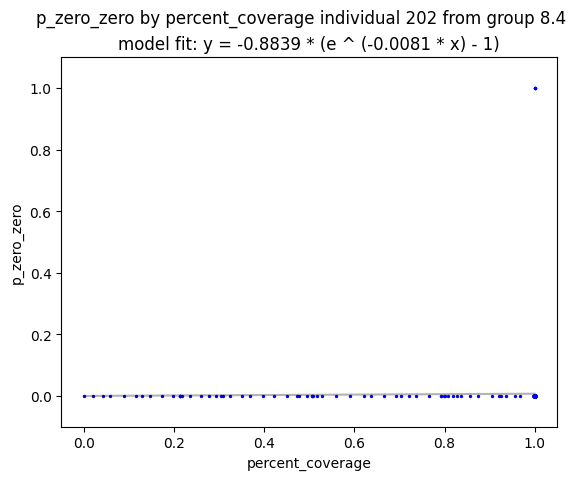 p_zero_zero by percent_coverage individual 202 from group 8.4
model fit: y = -0.8839 * (e ^ (-0.0081 * x) - 1)
1.0
0.8
0.6
0.4
0.2
0.0
p_zero_zero
0.0 0.2 0.4 0.6 0.8 1.0
percent_coverage